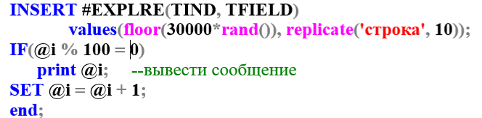 INSERT #EXPLRE(TIND, TFIELD)
values(floor(30000*rand()), replicate('строка', 10));
IF(@i % 100 = 0)
print @i; --вывести сообщение
SET @i = @i + 1;
end;